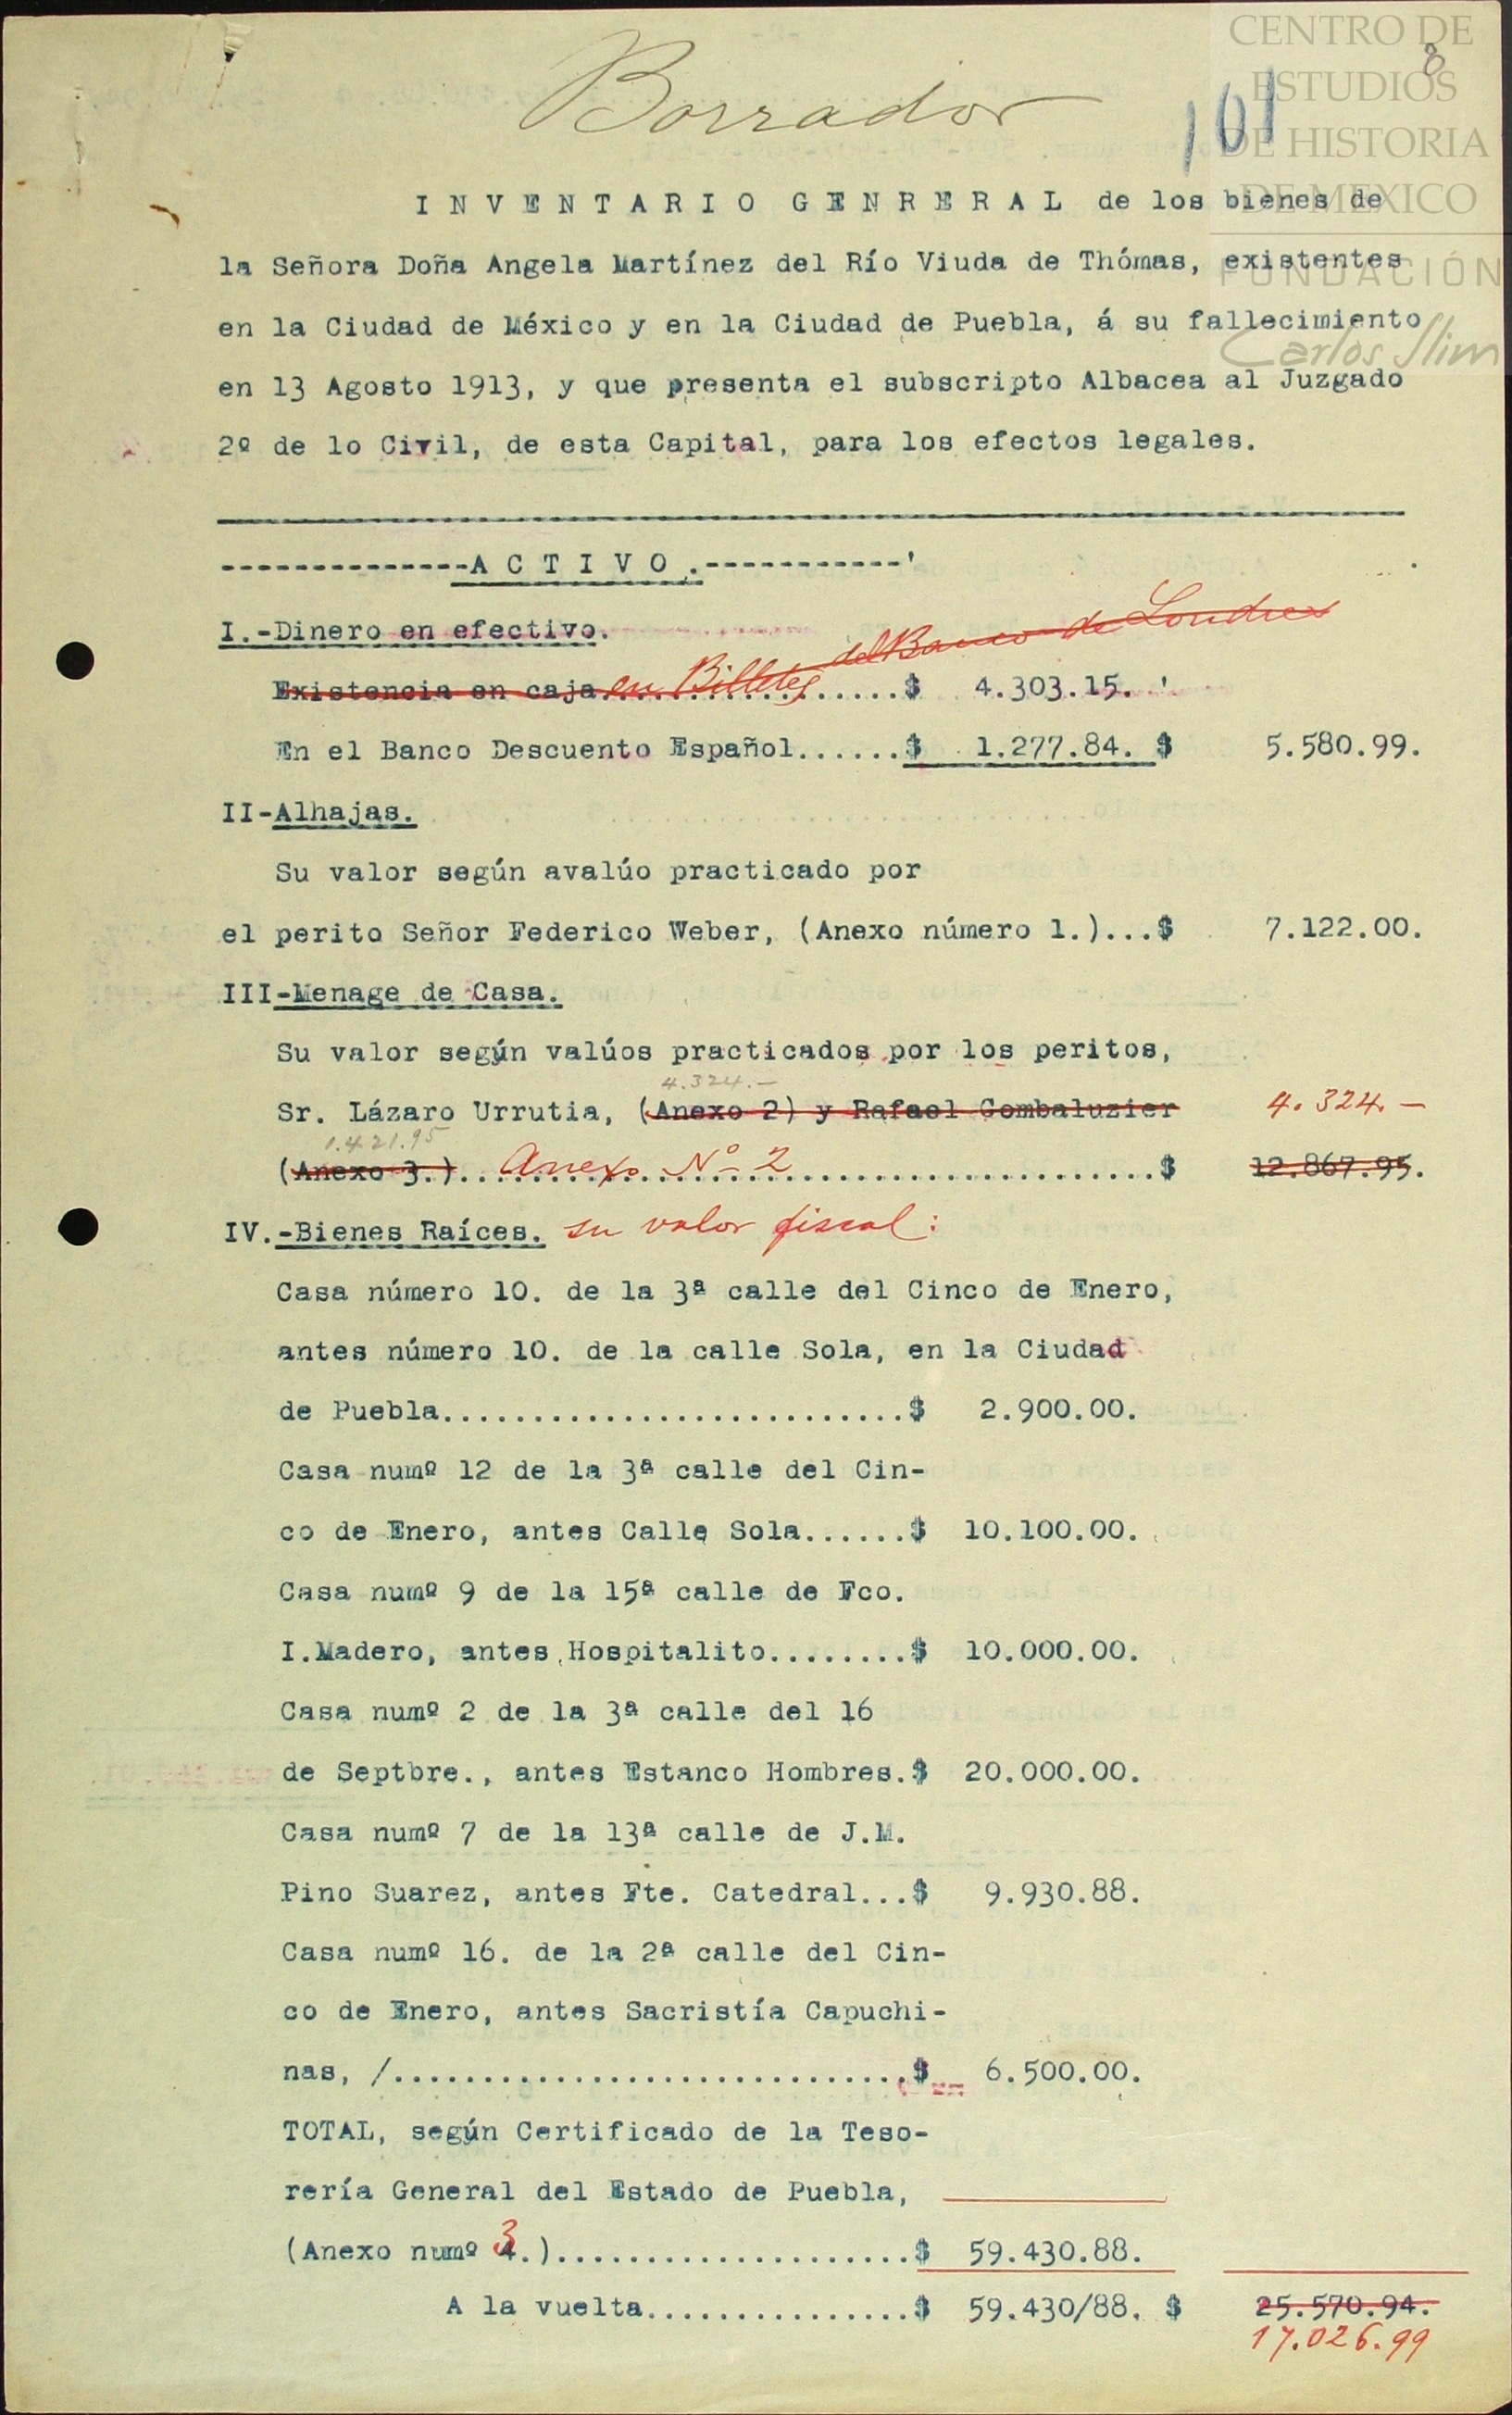 CENTRO DE
ESTUDIOS
DE HISTORIA
DE MEXICO
FUNDACIÓN
Carlos Slim
8
Borrador
101
INVENTARIO GENRERAL de los bienes de
la Señora Doña Angela Martínez del Río Viuda de Thómas, existentes
en la Ciudad de México y en la Ciudad de Puebla, á su fallecimiento
en 13 Agosto 1913, y que presenta el subscripto Albacea al Juzgado
2º de lo Civil, de esta Capital, para los efectos legales.
--------------ACTIVO.-----------'
I.-Dinero en efectivo.
del Banco de Londres
Existencia en caja en Billetes......$ 4.303.15. '
En el Banco Descuento Español......$ 1.277.84. $ 5.580.99.
II-Alhajas.
Su valor según avalúo practicado por
el perito Señor Federico Weber, (Anexo número 1.)...$ 7.122.00.
III-Menage de Casa.
Su valor según valúos practicados por los peritos,
4.324.—
Sr. Lázaro Urrutia, (Anexo 2) y Rafael Combaluzier 4.324.—
1.421.95
(Anexo 3.).. Anexo Nº 2 ....................$ 12.867.95.
IV.-Bienes Raíces. su valor fiscal:
Casa número 10. de la 3ª calle del Cinco de Enero,
antes número 10. de la calle Sola, en la Ciudad
de Puebla..........................$ 2.900.00.
Casa numº 12 de la 3ª calle del Cin-
co de Enero, antes Calle Sola......$ 10.100.00.
Casa numº 9 de la 15ª calle de Fco.
I.Madero, antes Hospitalito........$ 10.000.00.
Casa numº 2 de la 3ª calle del 16
de Septbre., antes Estanco Hombres.$ 20.000.00.
Casa numº 7 de la 13ª calle de J.M.
Pino Suarez, antes Fte. Catedral...$ 9.930.88.
Casa numº 16. de la 2ª calle del Cin-
co de Enero, antes Sacristía Capuchi-
nas, /.............................$ 6.500.00.
TOTAL, según Certificado de la Teso-
rería General del Estado de Puebla,
3
(Anexo numº 4.)....................$ 59.430.88.
A la vuelta...............$ 59.430/88. $ 25.570.94.
17.026.99